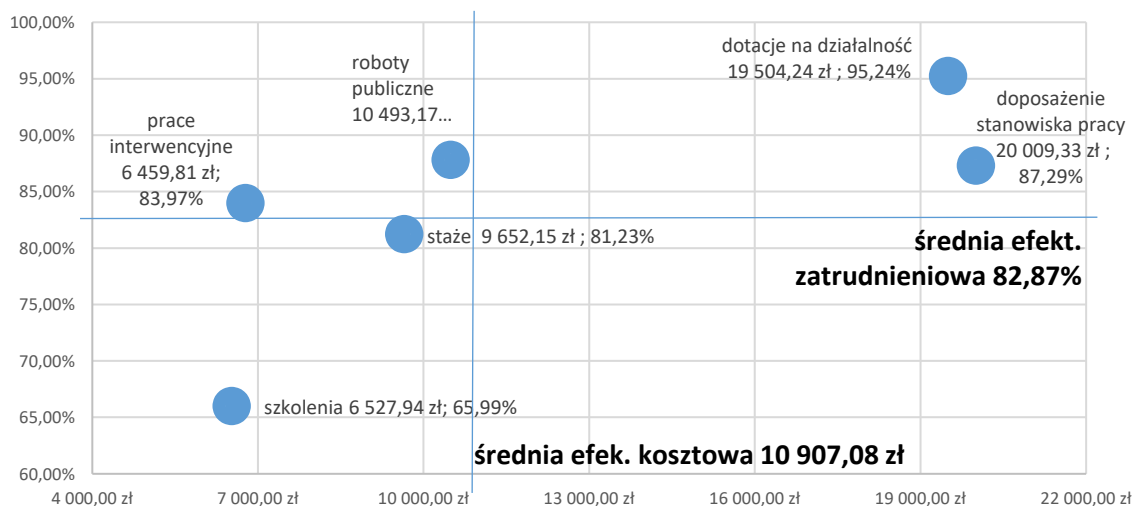 100,00%
95,00%
90,00%
85,00%
80,00%
75,00%
70,00%
65,00%
60,00%
dotacje na działalność
19 504,24 zł ; 95,24%
roboty
publiczne
10 493,17...
doposażenie
stanowiska pracy
20 009,33 zł ;
87,29%
prace
interwencyjne
6 459,81 zł;
83,97%
staże 9 652,15 zł ; 81,23%
średnia efekt.
zatrudnieniowa 82,87%
szkolenia 6 527,94 zł; 65,99%
średnia efek. kosztowa 10 907,08 zł
4 000,00 zł 7 000,00 zł 10 000,00 zł 13 000,00 zł 16 000,00 zł 19 000,00 zł 22 000,00 zł